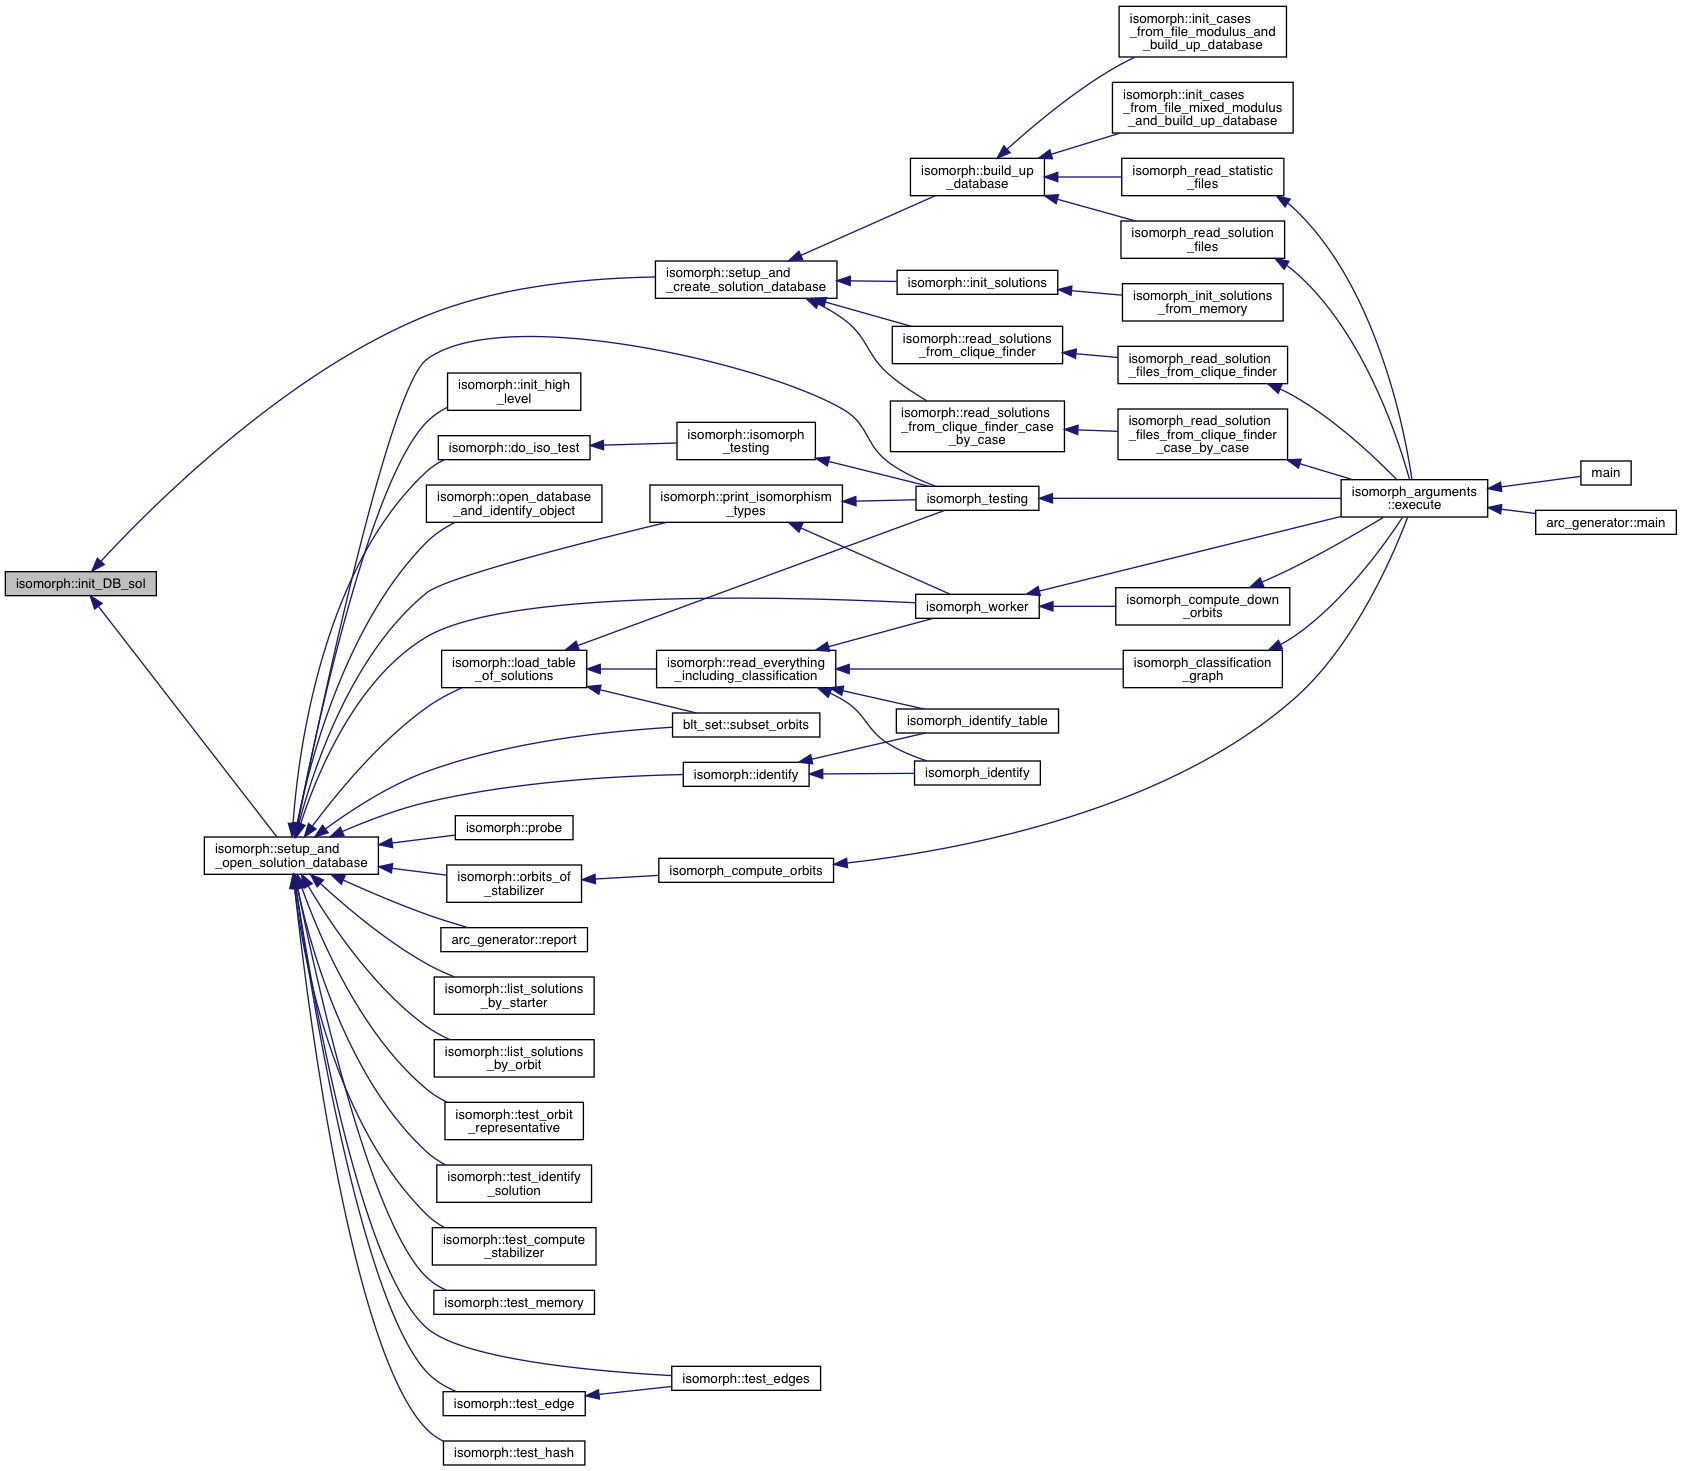 isomorph::init_cases
_from_file_modulus_and
_build_up_database
isomorph::init_cases
_from_file_mixed_modulus
_and_build_up_database
isomorph::build_up
_database
isomorph_read_statistic
_files
isomorph_read_solution
_files
isomorph::setup_and
_create_solution_database
isomorph::init_solutions
isomorph_init_solutions
_from_memory
isomorph::read_solutions
_from_clique_finder
isomorph_read_solution
_files_from_clique_finder
isomorph::init_high
_level
isomorph::read_solutions
_from_clique_finder_case
_by_case
isomorph_read_solution
_files_from_clique_finder
_case_by_case
isomorph::do_iso_test
isomorph::isomorph
_testing
main
isomorph::open_database
_and_identify_object
isomorph::print_isomorphism
_types
isomorph_testing
isomorph_arguments
::execute
arc_generator::main
isomorph::init_DB_sol
isomorph_worker
isomorph_compute_down
_orbits
isomorph::load_table
_of_solutions
isomorph::read_everything
_including_classification
isomorph_classification
_graph
blt_set::subset_orbits
isomorph_identify_table
isomorph::identify
isomorph_identify
isomorph::probe
isomorph::setup_and
_open_solution_database
isomorph::orbits_of
_stabilizer
isomorph_compute_orbits
arc_generator::report
isomorph::list_solutions
_by_starter
isomorph::list_solutions
_by_orbit
isomorph::test_orbit
_representative
isomorph::test_identify
_solution
isomorph::test_compute
_stabilizer
isomorph::test_memory
isomorph::test_edges
isomorph::test_edge
isomorph::test_hash